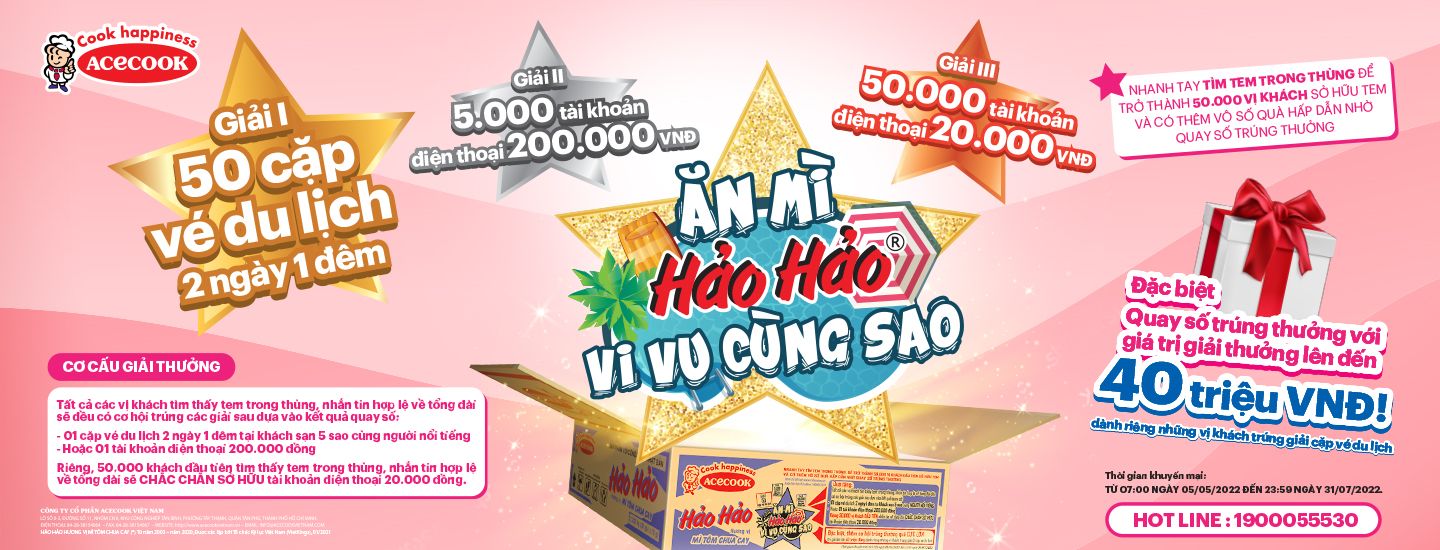 Cook happiness
ACECOOK
Giải I
50 cặp
vé du lịch
2 ngày 1 đêm
Giải II
5.000 tài khoản
điện thoại 200.000 VNĐ
Giải III
50.000 tài khoản
điện thoại 20.000 VNĐ
NHANH TAY TÌM TEM TRONG THÙNG ĐỂ
TRỞ THÀNH 50.000 VỊ KHÁCH SỞ HỮU TEM
VÀ CÓ THÊM VÔ SỐ QUÀ HẤP DẪN NHỜ
QUAY SỐ TRÚNG THƯỞNG
ĂN MÌ
Hảo Hảo®
VI VU CÙNG SAO
Đặc biệt
Quay số trúng thưởng với
giá trị giải thưởng lên đến
40 triệu VNĐ!
dành riêng những vị khách trúng giải cặp vé du lịch
CƠ CẤU GIẢI THƯỞNG
Tất cả các vị khách tìm thấy tem trong thùng, nhắn tin hợp lệ về tổng đài
sẽ đều có cơ hội trúng các giải sau dựa vào kết quả quay số:
- 01 cặp vé du lịch 2 ngày 1 đêm tại khách sạn 5 sao cùng người nổi tiếng
- Hoặc 01 tài khoản điện thoại 200.000 đồng
Riêng, 50.000 khách đầu tiên tìm thấy tem trong thùng, nhắn tin hợp lệ
về tổng đài sẽ CHẮC CHẮN SỞ HỮU tài khoản điện thoại 20.000 đồng.
CÔNG TY CỔ PHẦN ACECOOK VIỆT NAM
Thời gian khuyến mại:
TỪ 07:00 NGÀY 05/05/2022 ĐẾN 23:59 NGÀY 31/07/2022.
HOT LINE : 1900055530
ACECOOK
Hảo Hảo
Cook happiness
ACECOOK
Hảo Hảo
MÌ TÔM CHUA CAY
ĂN MÌ
Hảo Hảo
VI VU CÙNG SAO